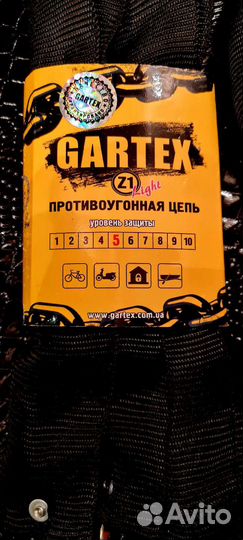 GARTEX
GARTEX
Z1 Light
ПРОТИВОУГОННАЯ ЦЕПЬ
уровень защиты
1 2 3 4 5 6 7 8 9 10
www.gartex.com.ua
Avito